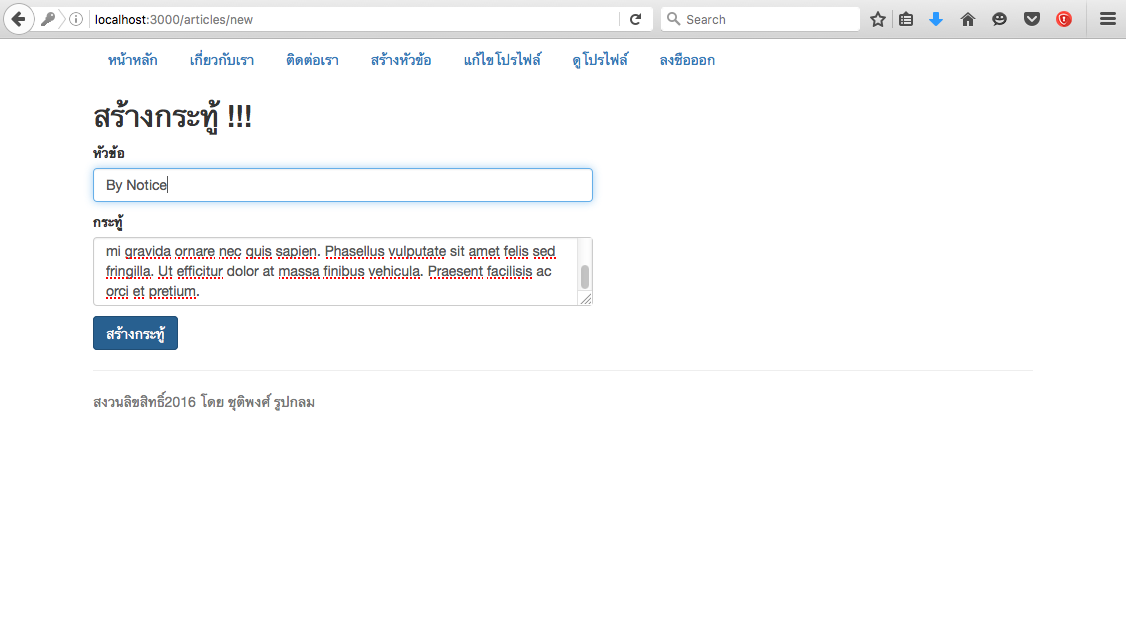 localhost:3000/articles/new
Search
หน้าหลัก เกี่ยวกับเรา ติดต่อเรา สร้างหัวข้อ แก้ไขโปรไฟล์ ดูโปรไฟล์ ลงชื่อออก
สร้างกระทู้ !!!
หัวข้อ
By Notice
กระทู้
mi gravida ornare nec quis sapien. Phasellus vulputate sit amet felis sed
fringilla. Ut efficitur dolor at massa finibus vehicula. Praesent facilisis ac
orci et pretium.
สร้างกระทู้
สงวนลิขสิทธิ์2016 โดย ชุติพงศ์ รูปกลม